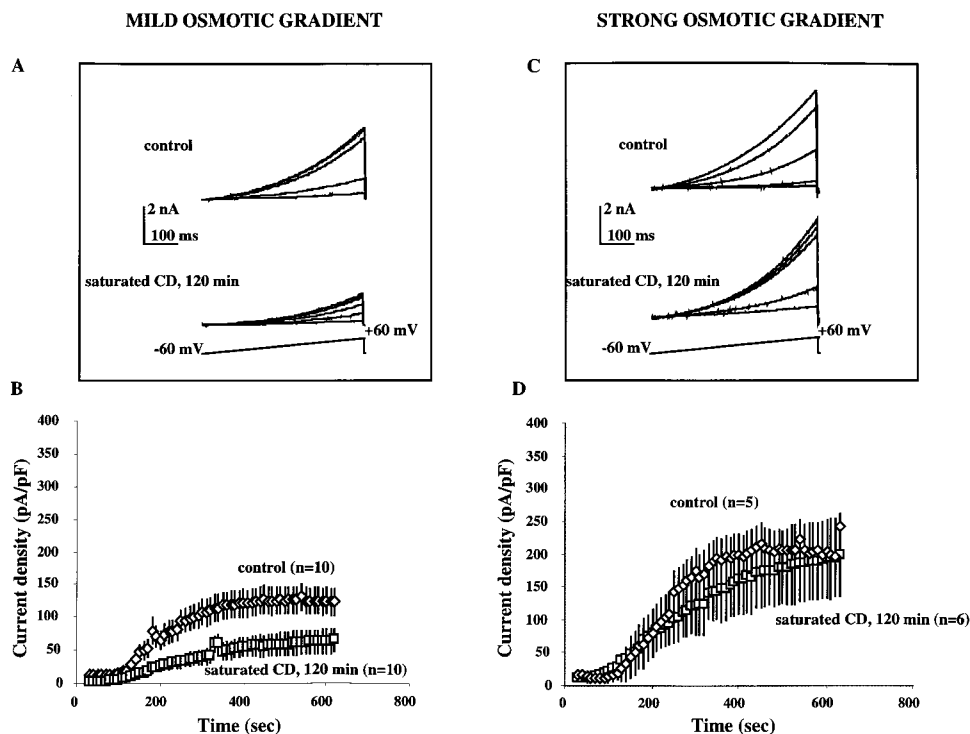 MILD OSMOTIC GRADIENT
STRONG OSMOTIC GRADIENT
A
control
2 nA
100 ms
saturated CD, 120 min
+60 mV
-60 mV
C
control
2 nA
100 ms
saturated CD, 120 min
+60 mV
-60 mV
B
400
350
300
250
200
150
100
50
0
Current density (pA/pF)
control (n=10)
saturated CD, 120 min (n=10)
0
200
400
600
800
Time (sec)
D
400
350
300
250
200
150
100
50
0
Current density (pA/pF)
control (n=5)
saturated CD, 120 min (n=6)
0
200
400
600
800
Time (sec)